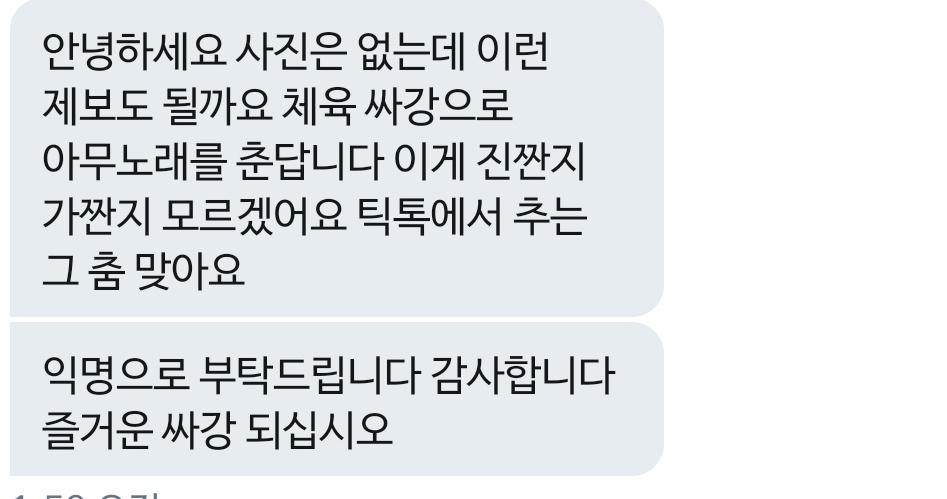 안녕하세요 사진은 없는데 이런
제보도 될까요 체육 싸강으로
아무노래를 춘답니다 이게 진짠지
가짠지 모르겠어요 틱톡에서 추는
그 춤 맞아요
익명으로 부탁드립니다 감사합니다
즐거운 싸강 되십시오